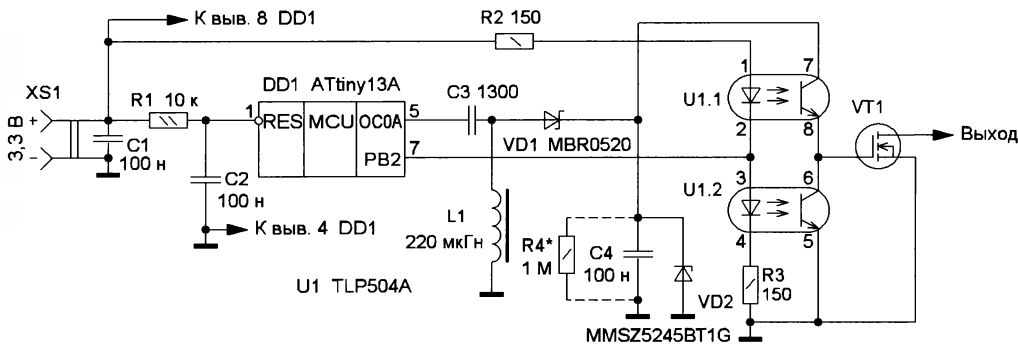 К выв. 8 DD1
R2 150
XS1
+
3,3 В
–
R1 10 к
C1
100 н
C2
100 н
К выв. 4 DD1
DD1 ATtiny13A
1
RES
MCU
OC0A
PB2
5
7
C3 1300
VD1 MBR0520
L1
220 мкГн
U1 TLP504A
R4*
1 M
C4
100 н
VD2
MMSZ5245BT1G
1
7
U1.1
2
8
3
6
U1.2
4
5
R3
150
VT1
Выход